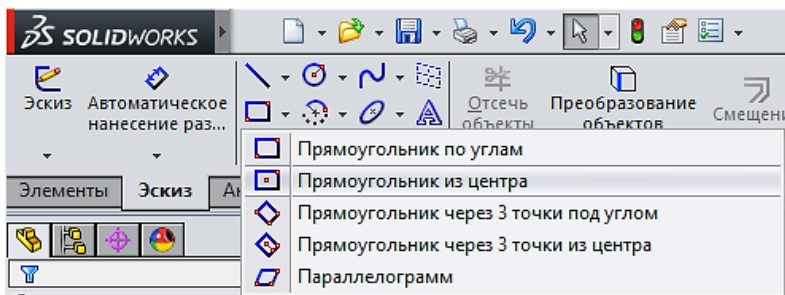 SOLIDWORKS
Эскиз
Автоматическое
нанесение раз...
Отсечь
объекты
Преобразование
объектов
Смещени
Прямоугольник по углам
Прямоугольник из центра
Прямоугольник через 3 точки под углом
Прямоугольник через 3 точки из центра
Параллелограмм
Элементы
Эскиз